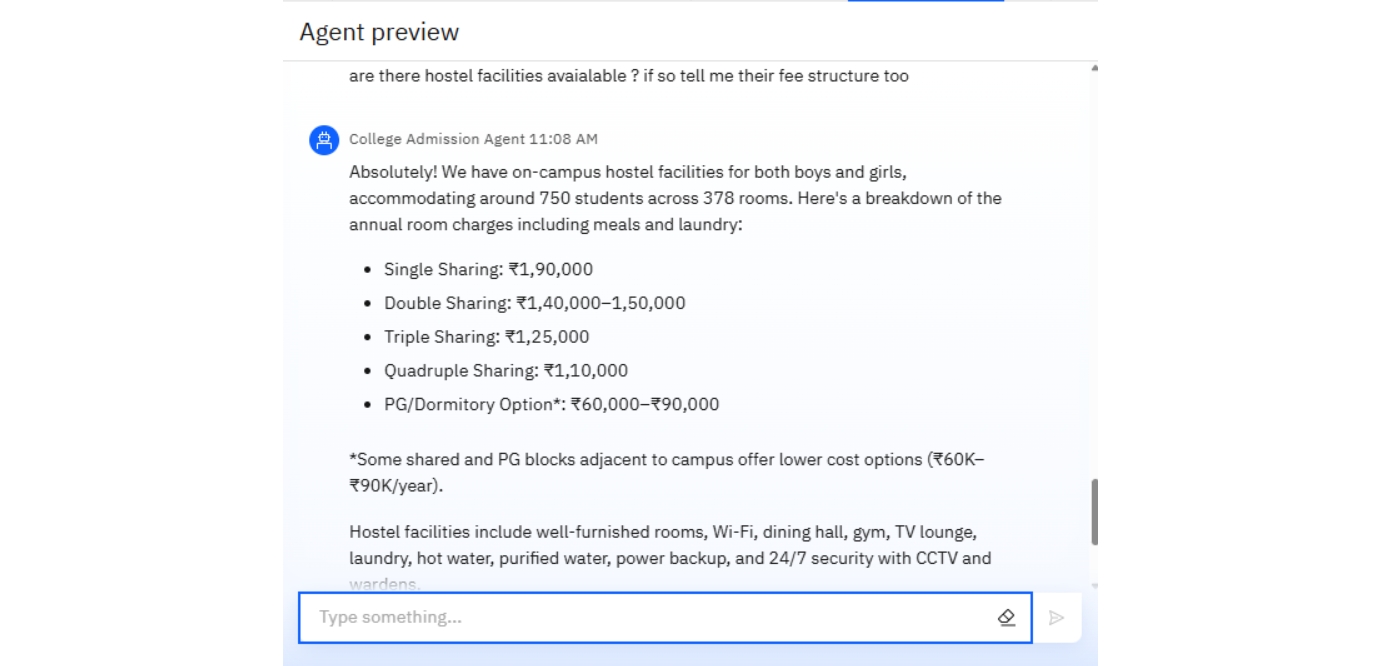 Agent preview
are there hostel facilities avaialable ? if so tell me their fee structure too
College Admission Agent 11:08 AM
Absolutely! We have on-campus hostel facilities for both boys and girls,
accommodating around 750 students across 378 rooms. Here's a breakdown of the
annual room charges including meals and laundry:
• Single Sharing: ₹1,90,000
• Double Sharing: ₹1,40,000–1,50,000
• Triple Sharing: ₹1,25,000
• Quadruple Sharing: ₹1,10,000
• PG/Dormitory Option*: ₹60,000–₹90,000
*Some shared and PG blocks adjacent to campus offer lower cost options (₹60K–
₹90K/year).
Hostel facilities include well-furnished rooms, Wi-Fi, dining hall, gym, TV lounge,
laundry, hot water, purified water, power backup, and 24/7 security with CCTV and
wardens.
Type something...